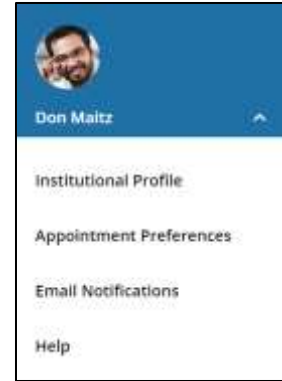 Don Maitz
Institutional Profile
Appointment Preferences
Email Notifications
Help